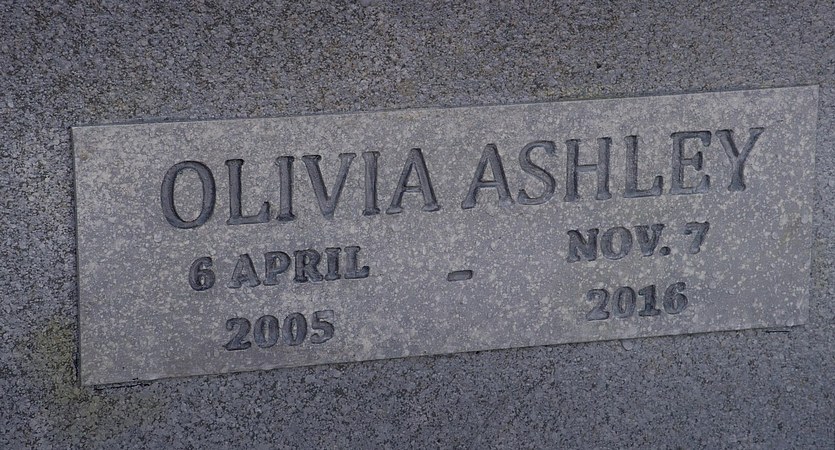 OLIVIA ASHLEY
6 APRIL - NOV. 7
2005 2016